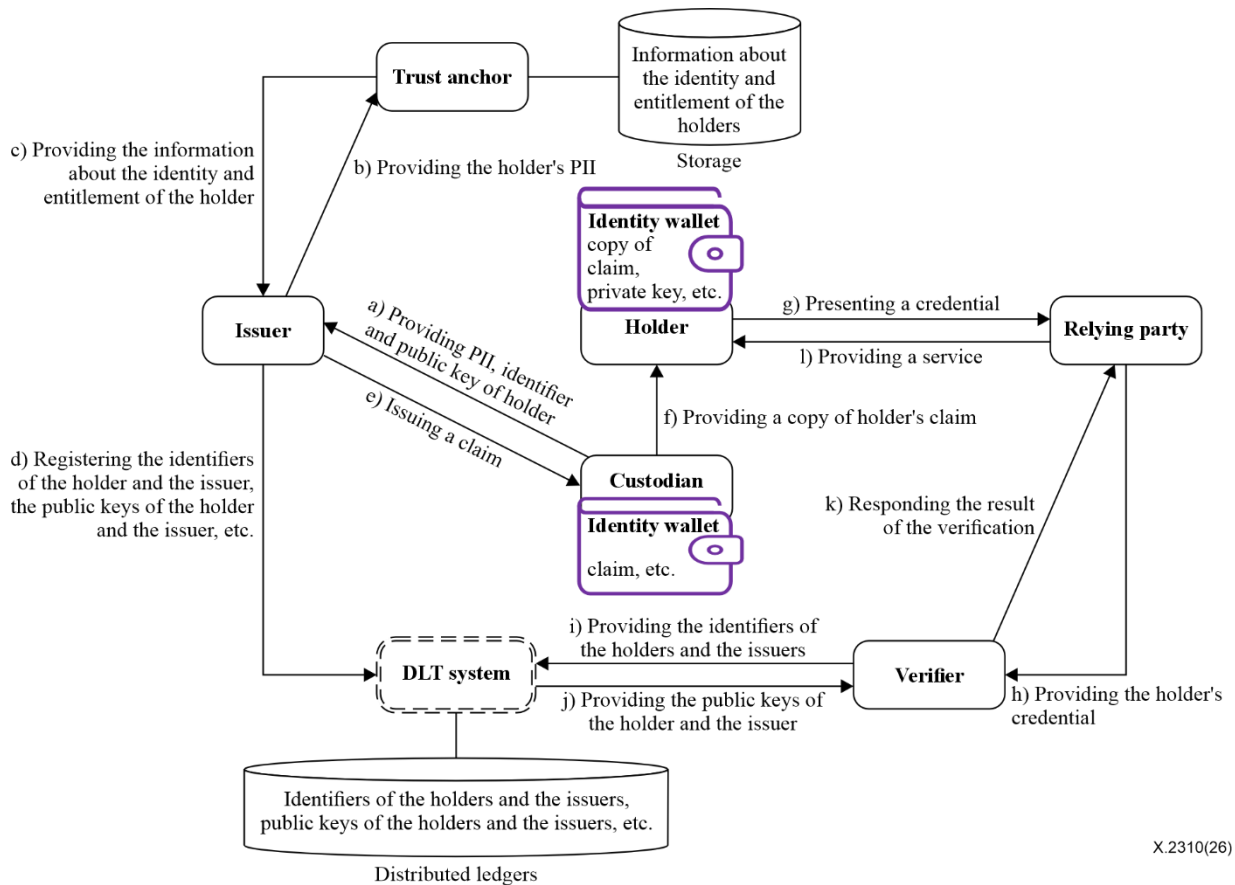 Trust anchor
Information about
the identity and
entitlement of the
holders
Storage
c) Providing the information
about the identity and
entitlement of the holder
b) Providing the holder's PII
Identity wallet
copy of
claim,
private key, etc.
Holder
g) Presenting a credential
l) Providing a service
Relying party
Issuer
a) Providing PII, identifier
and public key of holder
e) Issuing a claim
f) Providing a copy of holder's claim
Custodian
Identity wallet
claim, etc.
d) Registering the identifiers
of the holder and the issuer,
the public keys of the holder
and the issuer, etc.
k) Responding the result
of the verification
i) Providing the identifiers of
the holders and the issuers
DLT system
j) Providing the public keys of
the holder and the issuer
Verifier
h) Providing the holder's
credential
Identifiers of the holders and the issuers,
public keys of the holders and the issuers, etc.
Distributed ledgers
X.2310(26)